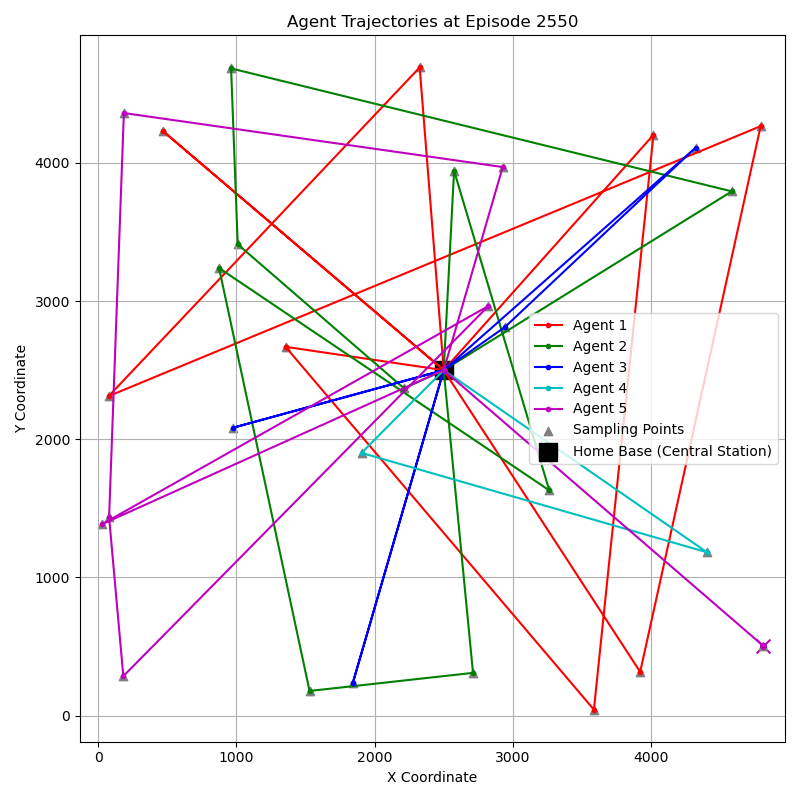 Agent Trajectories at Episode 2550
Y Coordinate
4000
3000
2000
1000
0
Agent 1
Agent 2
Agent 3
Agent 4
Agent 5
Sampling Points
Home Base (Central Station)
0 1000 2000 3000 4000
X Coordinate